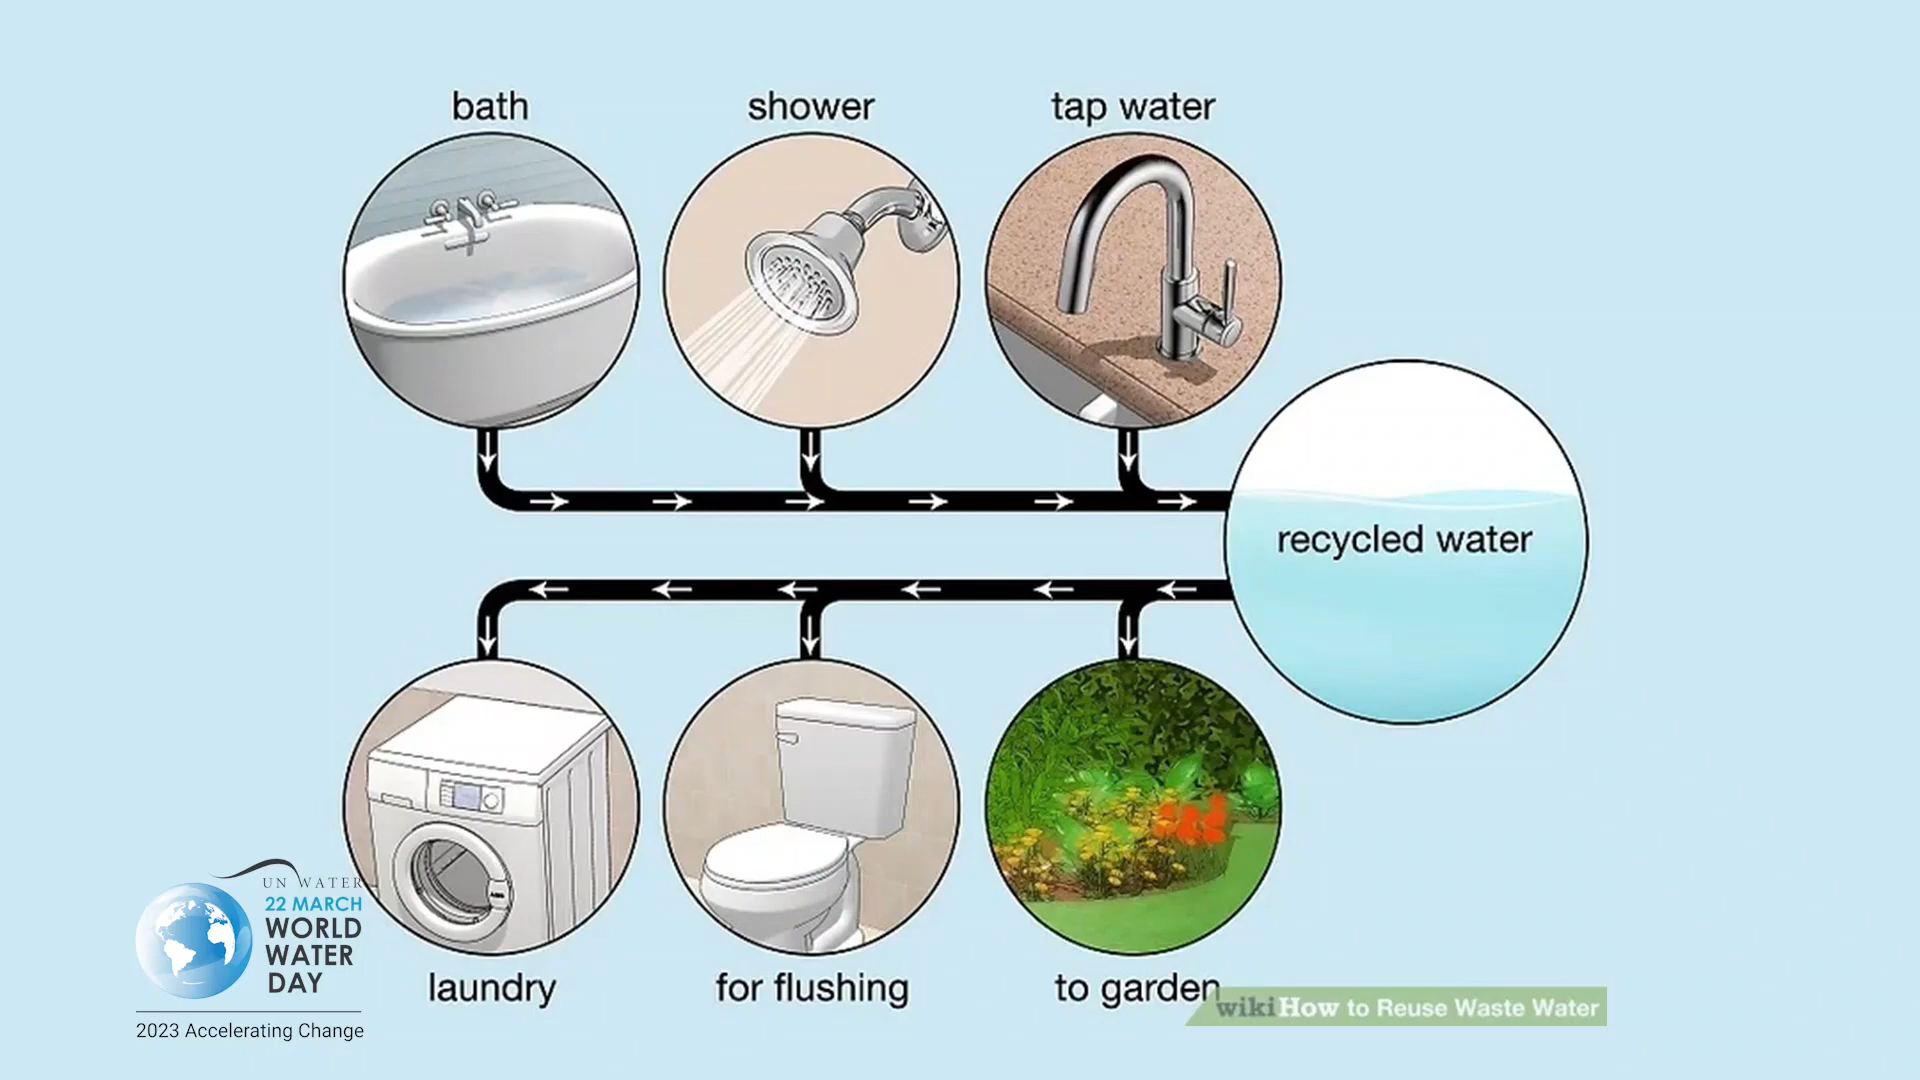 bath
shower
tap water
recycled water
laundry
for flushing
to garden
UN WATER
22 MARCH
WORLD
WATER
DAY
2023 Accelerating Change
wikiHow to Reuse Waste Water